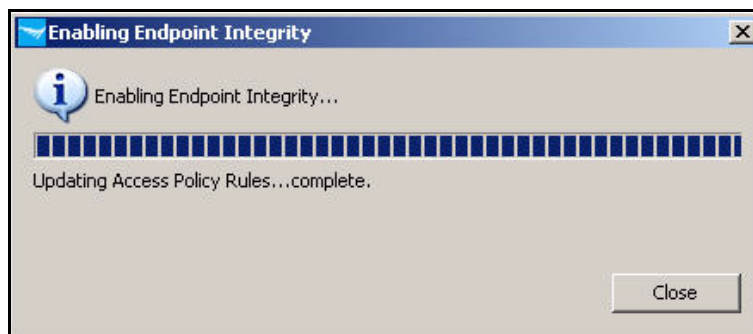 Enabling Endpoint Integrity
Enabling Endpoint Integrity...
Updating Access Policy Rules...complete.
Close